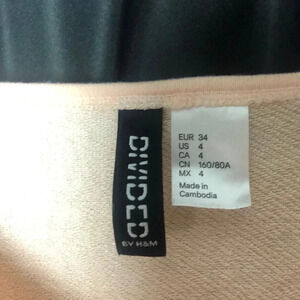 DIVIDED
BY H&M
EUR 34
US 4
CA 4
CN 160/80A
MX 4
Made in
Cambodia